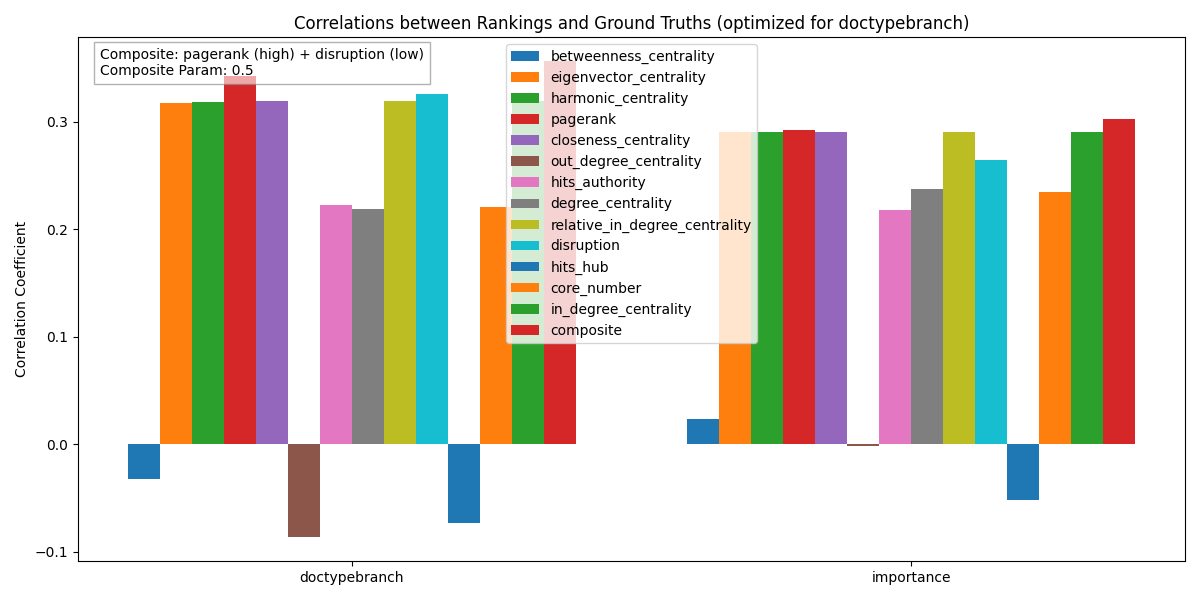 Correlations between Rankings and Ground Truths (optimized for doctypebranch)
Composite: pagerank (high) + disruption (low)
Composite Param: 0.5
betweenness_centrality
eigenvector_centrality
harmonic_centrality
pagerank
closeness_centrality
out_degree_centrality
hits_authority
degree_centrality
relative_in_degree_centrality
disruption
hits_hub
core_number
in_degree_centrality
composite
Correlation Coefficient
0.3
0.2
0.1
0.0
−0.1
doctypebranch
importance